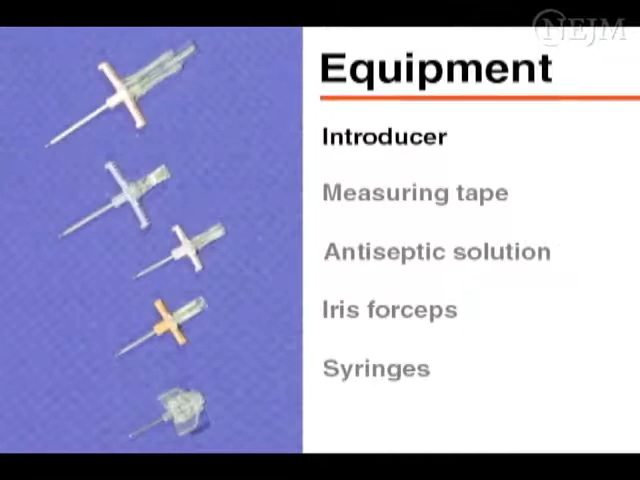 NEJM
Equipment
Introducer
Measuring tape
Antiseptic solution
Iris forceps
Syringes